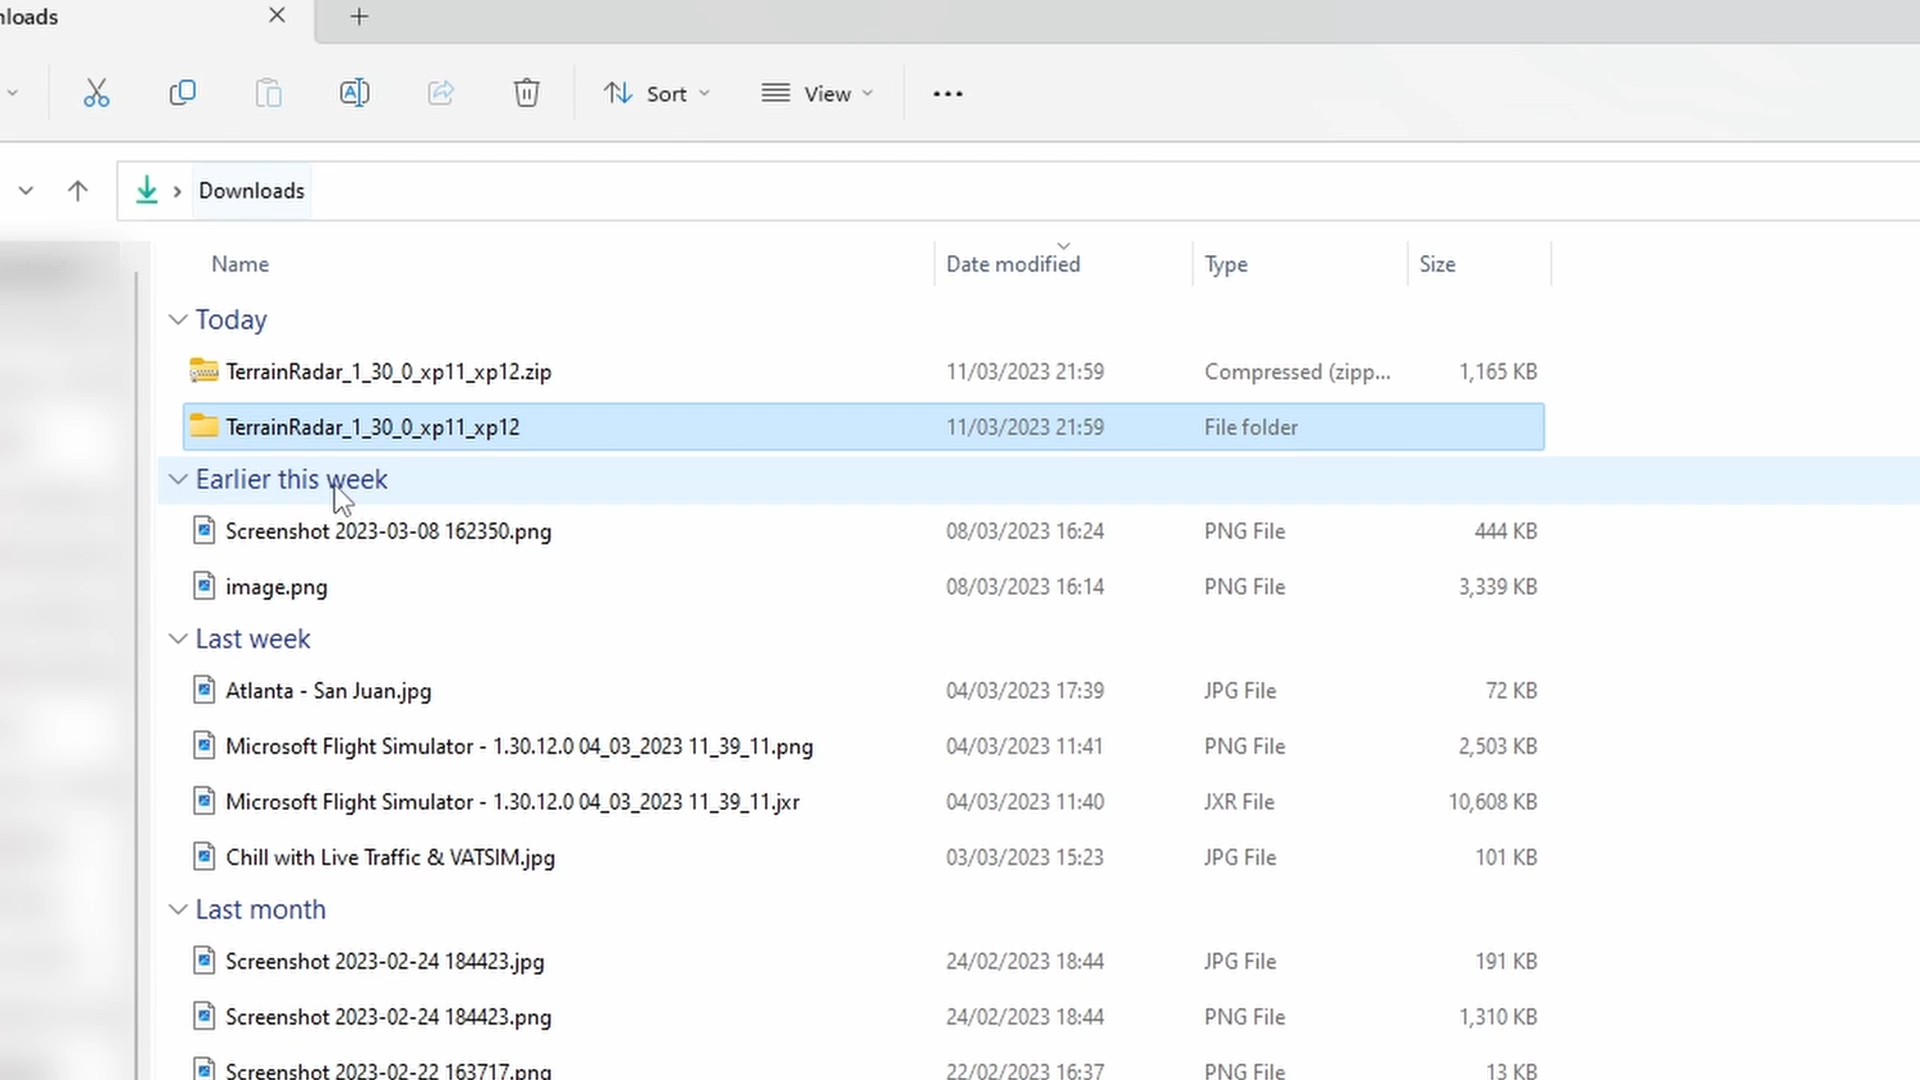 nloads
Sort
View
Downloads
Name Date modified Type Size
Today
TerrainRadar_1_30_0_xp11_xp12.zip 11/03/2023 21:59 Compressed (zipp... 1,165 KB
TerrainRadar_1_30_0_xp11_xp12 11/03/2023 21:59 File folder
Earlier this week
Screenshot 2023-03-08 162350.png 08/03/2023 16:24 PNG File 444 KB
image.png 08/03/2023 16:14 PNG File 3,339 KB
Last week
Atlanta - San Juan.jpg 04/03/2023 17:39 JPG File 72 KB
Microsoft Flight Simulator - 1.30.12.0 04_03_2023 11_39_11.png 04/03/2023 11:41 PNG File 2,503 KB
Microsoft Flight Simulator - 1.30.12.0 04_03_2023 11_39_11.jxr 04/03/2023 11:40 JXR File 10,608 KB
Chill with Live Traffic & VATSIM.jpg 03/03/2023 15:23 JPG File 101 KB
Last month
Screenshot 2023-02-24 184423.jpg 24/02/2023 18:44 JPG File 191 KB
Screenshot 2023-02-24 184423.png 24/02/2023 18:44 PNG File 1,310 KB
Screenshot 2023-02-22 163717.png 22/02/2023 16:37 PNG File 13 KB